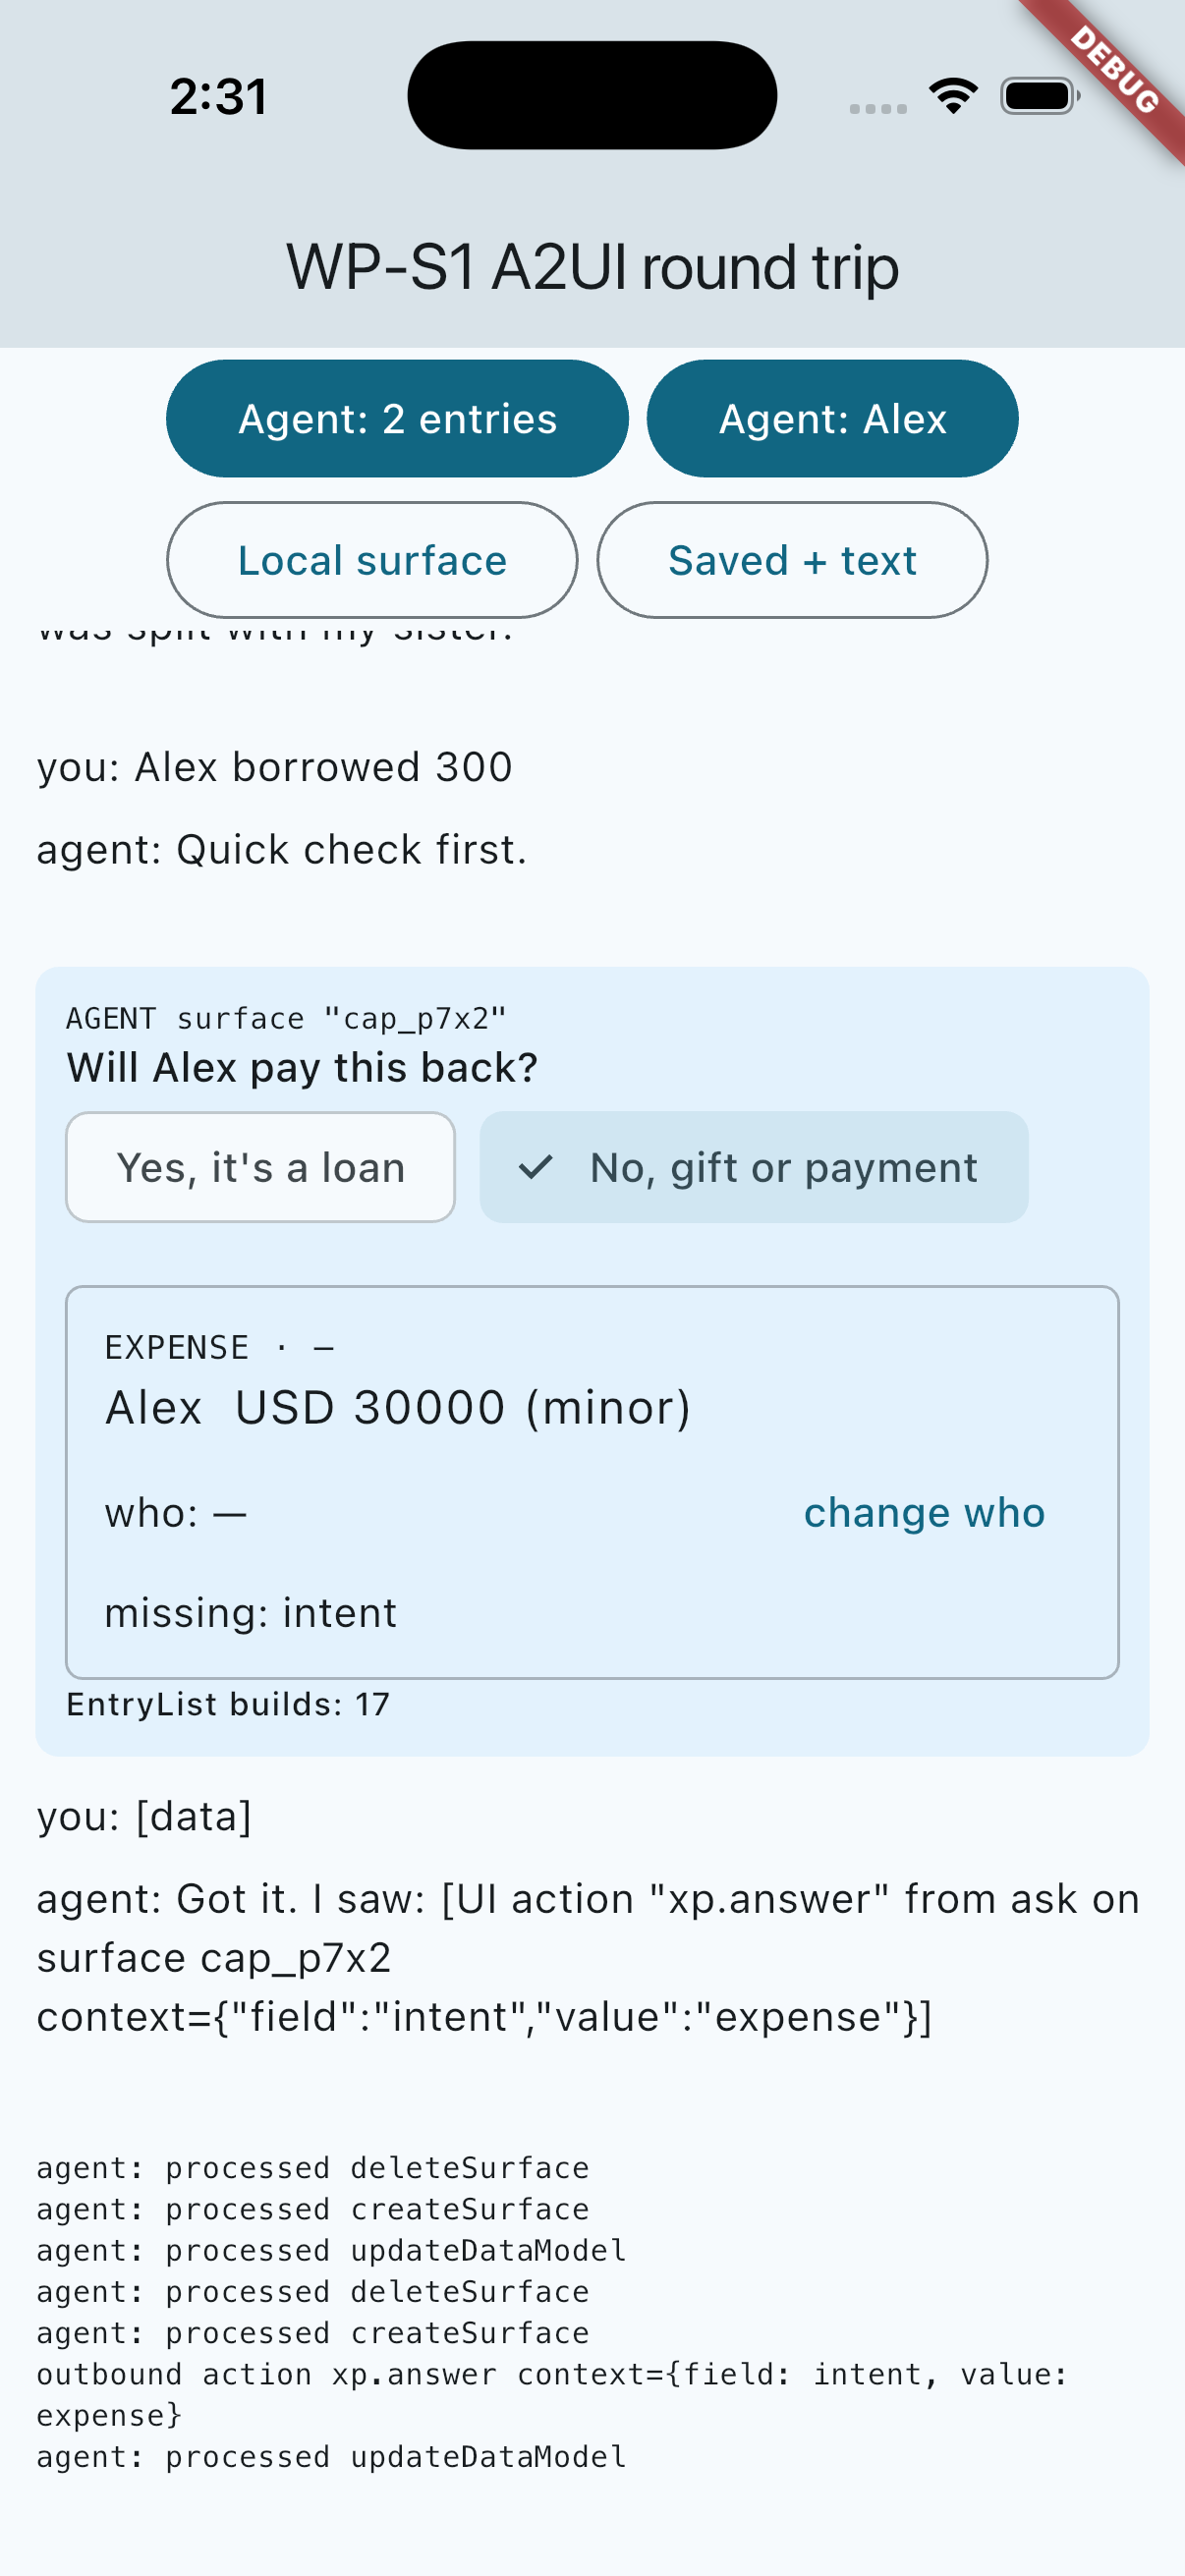 2:31
DEBUG
WP-S1 A2UI round trip
Agent: 2 entries
Agent: Alex
Local surface
Saved + text
was split with my sister.
you: Alex borrowed 300
agent: Quick check first.
AGENT surface "cap_p7x2"
Will Alex pay this back?
Yes, it's a loan
No, gift or payment
EXPENSE · —
Alex USD 30000 (minor)
who: —
change who
missing: intent
EntryList builds: 17
you: [data]
agent: Got it. I saw: [UI action "xp.answer" from ask on
surface cap_p7x2
context={"field":"intent","value":"expense"}]
agent: processed deleteSurface
agent: processed createSurface
agent: processed updateDataModel
agent: processed deleteSurface
agent: processed createSurface
outbound action xp.answer context={field: intent, value:
expense}
agent: processed updateDataModel